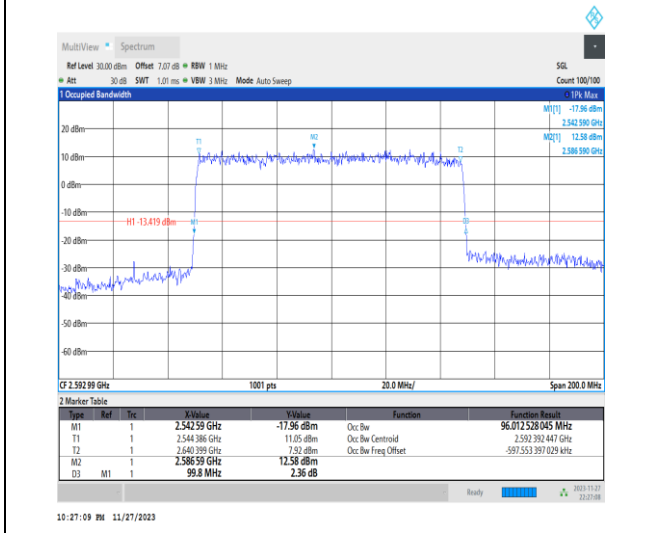 MultiView Spectrum
Ref Level 30.00 dBm Offset 7.07 dB RBW 1 MHz SGL
Att 30 dB SWT 1.01 ms VBW 3 MHz Mode Auto Sweep Count 100/100
1 Occupied Bandwidth 1Pk Max
M1[1] -17.96 dBm
2.542 590 GHz
M2[1] 12.58 dBm
2.586 590 GHz
20 dBm
T1 M2 T2
10 dBm
0 dBm
-10 dBm
H1 -13.419 dBm M1 D3
-20 dBm
-30 dBm
-40 dBm
-50 dBm
-60 dBm
CF 2.592 99 GHz 1001 pts 20.0 MHz/ Span 200.0 MHz
2 Marker Table
Type Ref Trc X-Value Y-Value Function Function Result
M1 1 2.542 59 GHz -17.96 dBm Occ Bw 96.012 528 045 MHz
T1 1 2.544 386 GHz 11.05 dBm Occ Bw Centroid 2.592 392 447 GHz
T2 1 2.640 399 GHz 7.92 dBm Occ Bw Freq Offset -597.553 397 029 kHz
M2 1 2.586 59 GHz 12.58 dBm
D3 M1 1 99.8 MHz 2.36 dB
Ready 2023-11-27
22:27:08
10:27:09 PM 11/27/2023